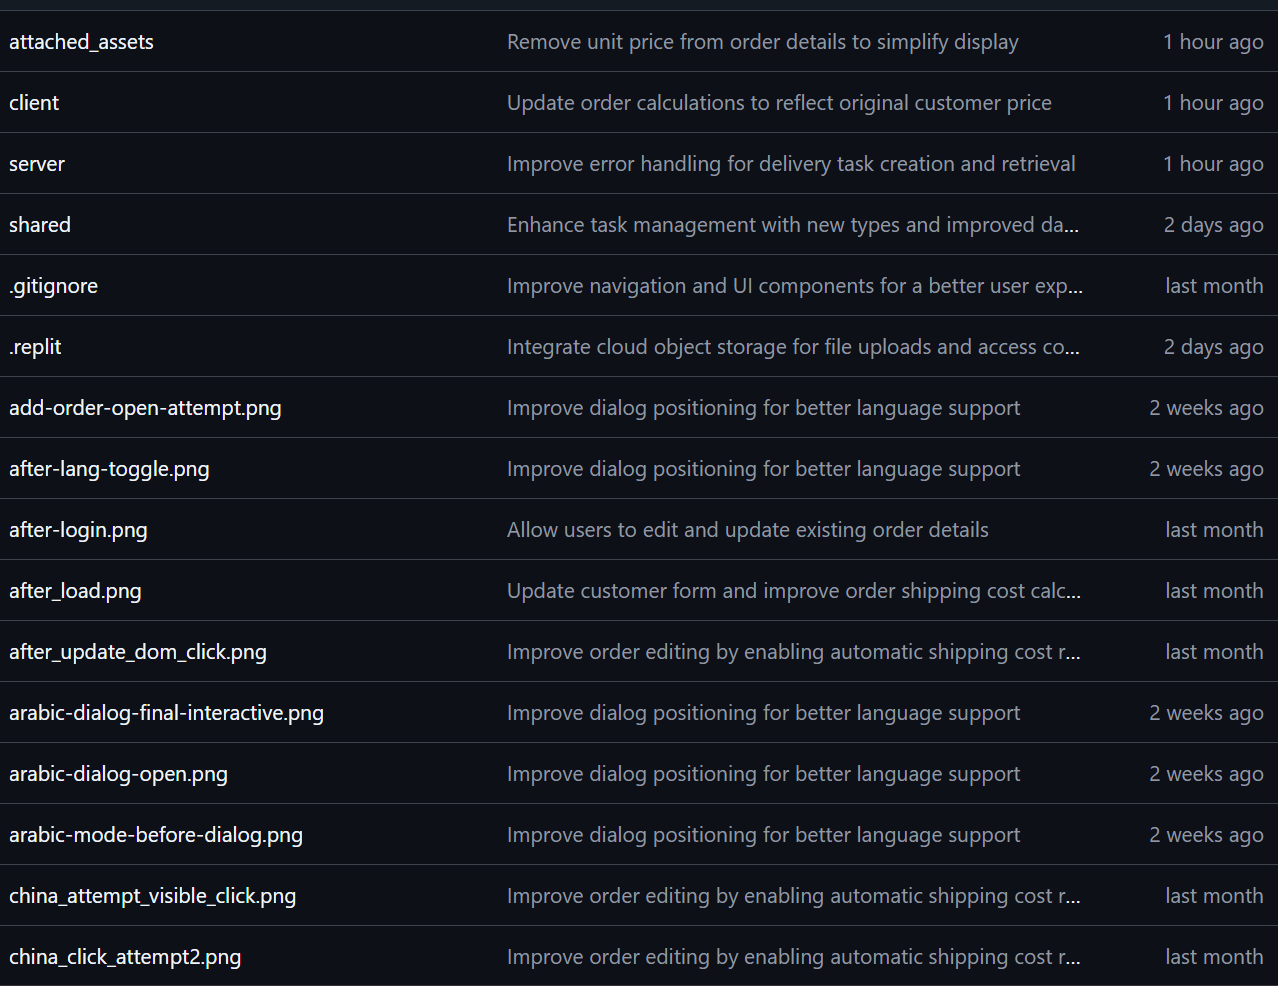 attached_assets Remove unit price from order details to simplify display 1 hour ago
client Update order calculations to reflect original customer price 1 hour ago
server Improve error handling for delivery task creation and retrieval 1 hour ago
shared Enhance task management with new types and improved da... 2 days ago
.gitignore Improve navigation and UI components for a better user exp... last month
.replit Integrate cloud object storage for file uploads and access co... 2 days ago
add-order-open-attempt.png Improve dialog positioning for better language support 2 weeks ago
after-lang-toggle.png Improve dialog positioning for better language support 2 weeks ago
after-login.png Allow users to edit and update existing order details last month
after_load.png Update customer form and improve order shipping cost calc... last month
after_update_dom_click.png Improve order editing by enabling automatic shipping cost r... last month
arabic-dialog-final-interactive.png Improve dialog positioning for better language support 2 weeks ago
arabic-dialog-open.png Improve dialog positioning for better language support 2 weeks ago
arabic-mode-before-dialog.png Improve dialog positioning for better language support 2 weeks ago
china_attempt_visible_click.png Improve order editing by enabling automatic shipping cost r... last month
china_click_attempt2.png Improve order editing by enabling automatic shipping cost r... last month